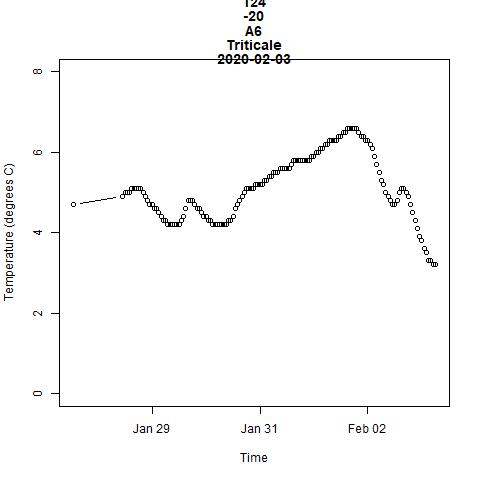 124
-20
A6
Triticale
2020-02-03
8
6
4
2
0
Temperature (degrees C)
Jan 29
Jan 31
Feb 02
Time